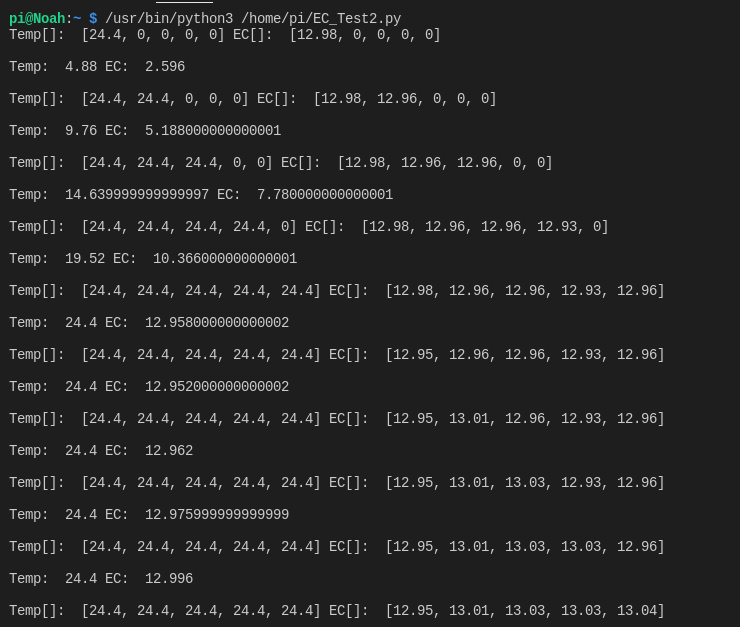 pi@Noah:~ $ /usr/bin/python3 /home/pi/EC_Test2.py
Temp[]:  [24.4, 0, 0, 0, 0] EC[]:  [12.98, 0, 0, 0, 0]
Temp:  4.88 EC:  2.596
Temp[]:  [24.4, 24.4, 0, 0, 0] EC[]:  [12.98, 12.96, 0, 0, 0]
Temp:  9.76 EC:  5.188000000000001
Temp[]:  [24.4, 24.4, 24.4, 0, 0] EC[]:  [12.98, 12.96, 12.96, 0, 0]
Temp:  14.639999999999997 EC:  7.780000000000001
Temp[]:  [24.4, 24.4, 24.4, 24.4, 0] EC[]:  [12.98, 12.96, 12.96, 12.93, 0]
Temp:  19.52 EC:  10.366000000000001
Temp[]:  [24.4, 24.4, 24.4, 24.4, 24.4] EC[]:  [12.98, 12.96, 12.96, 12.93, 12.96]
Temp:  24.4 EC:  12.958000000000002
Temp[]:  [24.4, 24.4, 24.4, 24.4, 24.4] EC[]:  [12.95, 12.96, 12.96, 12.93, 12.96]
Temp:  24.4 EC:  12.952000000000002
Temp[]:  [24.4, 24.4, 24.4, 24.4, 24.4] EC[]:  [12.95, 13.01, 12.96, 12.93, 12.96]
Temp:  24.4 EC:  12.962
Temp[]:  [24.4, 24.4, 24.4, 24.4, 24.4] EC[]:  [12.95, 13.01, 13.03, 12.93, 12.96]
Temp:  24.4 EC:  12.975999999999999
Temp[]:  [24.4, 24.4, 24.4, 24.4, 24.4] EC[]:  [12.95, 13.01, 13.03, 13.03, 12.96]
Temp:  24.4 EC:  12.996
Temp[]:  [24.4, 24.4, 24.4, 24.4, 24.4] EC[]:  [12.95, 13.01, 13.03, 13.03, 13.04]